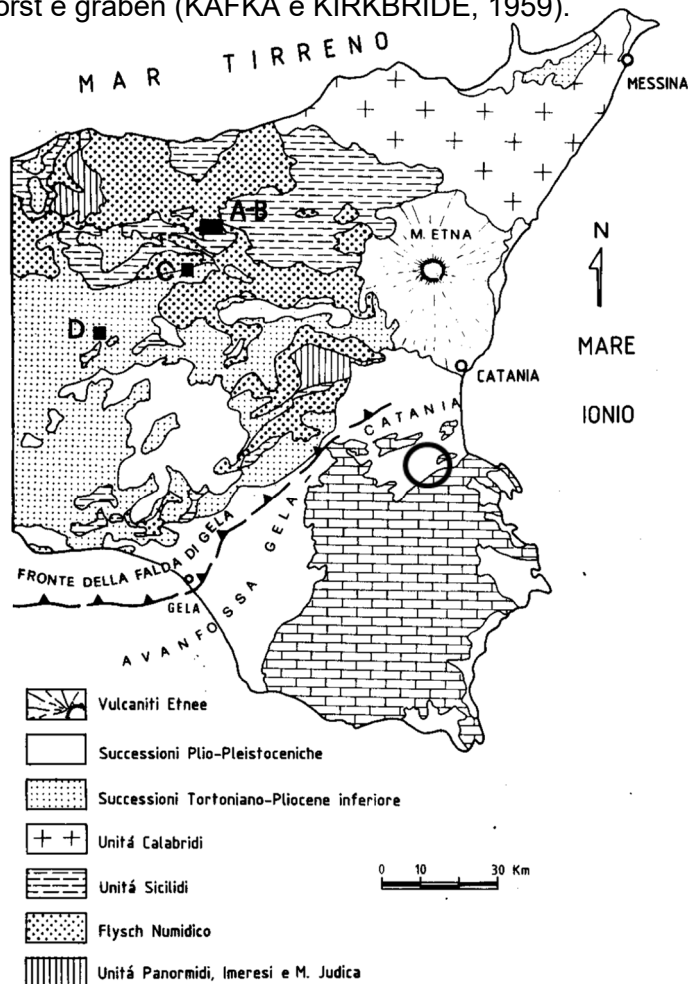 orst e graben (KAFKA e KIRKBRIDE, 1959).
MAR TIRRENO
MESSINA
A-B
M. ETNA
N
C
D
MARE
IONIO
CATANIA
CATANIA
FRONTE DELLA FALDA DI GELA
GELA
AVANFOSSA GELA
Vulcaniti Etnee
Successioni Plio-Pleistoceniche
Successioni Tortoniano-Pliocene inferiore
Unitá Calabridi
0 10 30 Km
Unitá Sicilidi
Flysch Numidico
Unitá Panormidi, Imeresi e M. Judica